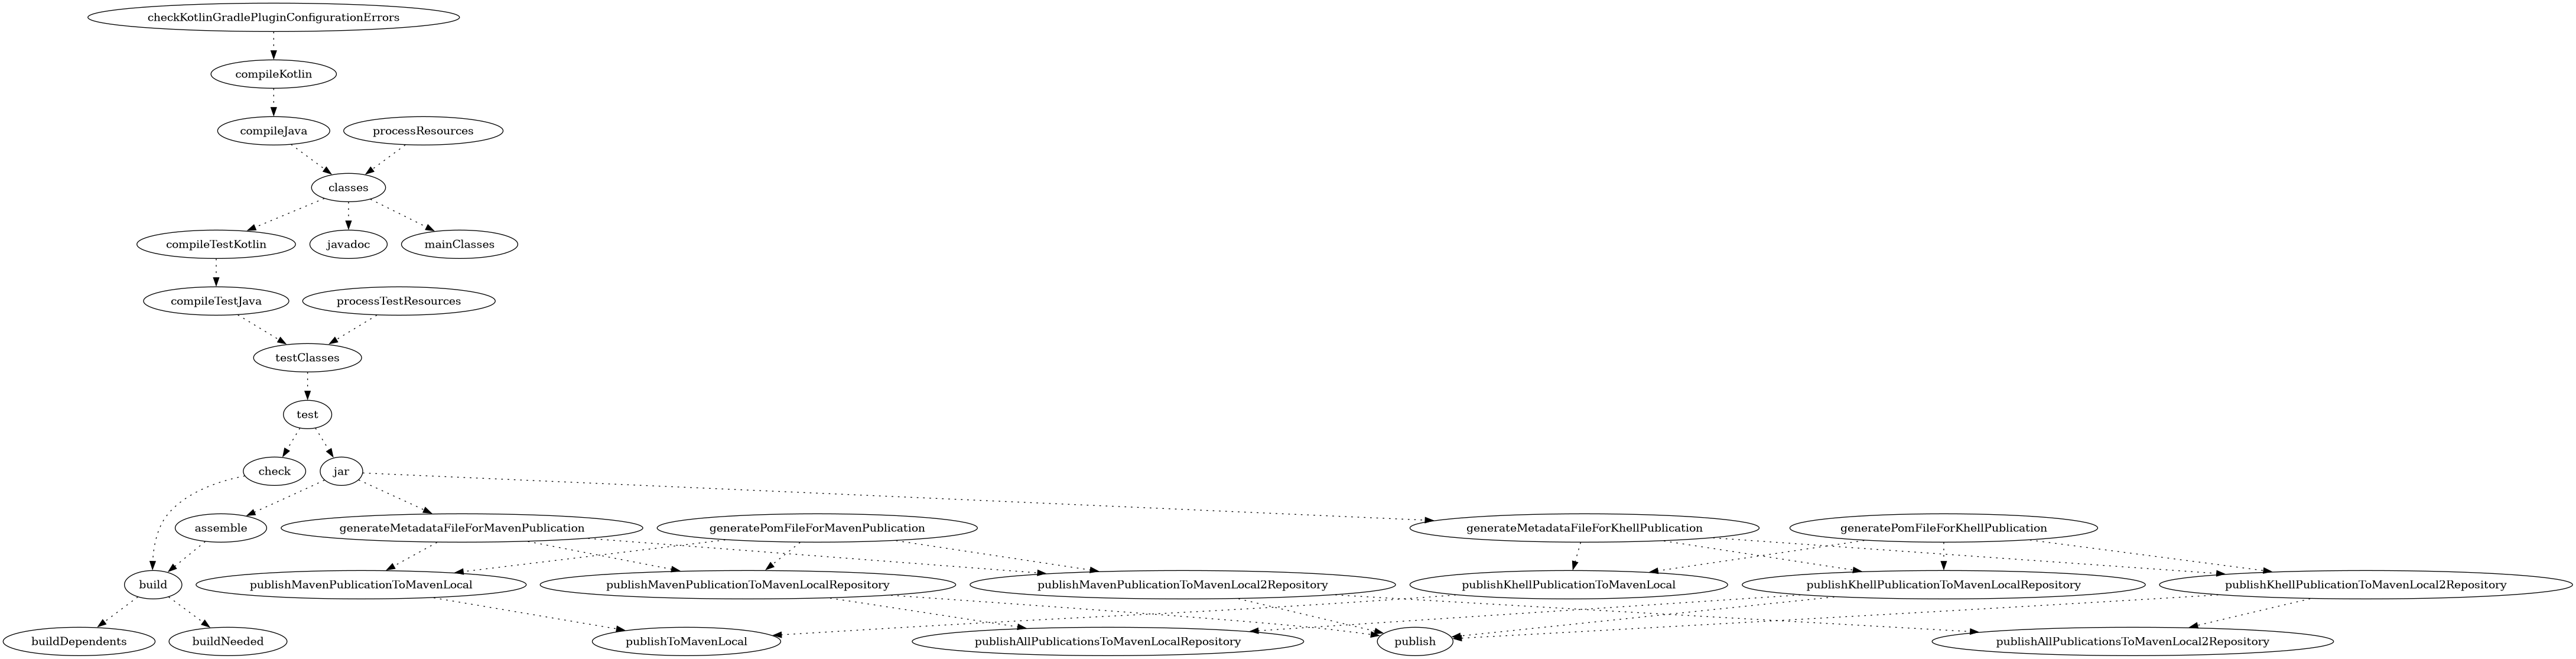 checkKotlinGradlePluginConfigurationErrors
compileKotlin
compileJava
processResources
classes
compileTestKotlin
javadoc
mainClasses
compileTestJava
processTestResources
testClasses
test
check
jar
assemble
generateMetadataFileForMavenPublication
generatePomFileForMavenPublication
generateMetadataFileForKhellPublication
generatePomFileForKhellPublication
build
publishMavenPublicationToMavenLocal
publishMavenPublicationToMavenLocalRepository
publishMavenPublicationToMavenLocal2Repository
publishKhellPublicationToMavenLocal
publishKhellPublicationToMavenLocalRepository
publishKhellPublicationToMavenLocal2Repository
buildDependents
buildNeeded
publishToMavenLocal
publishAllPublicationsToMavenLocalRepository
publish
publishAllPublicationsToMavenLocal2Repository